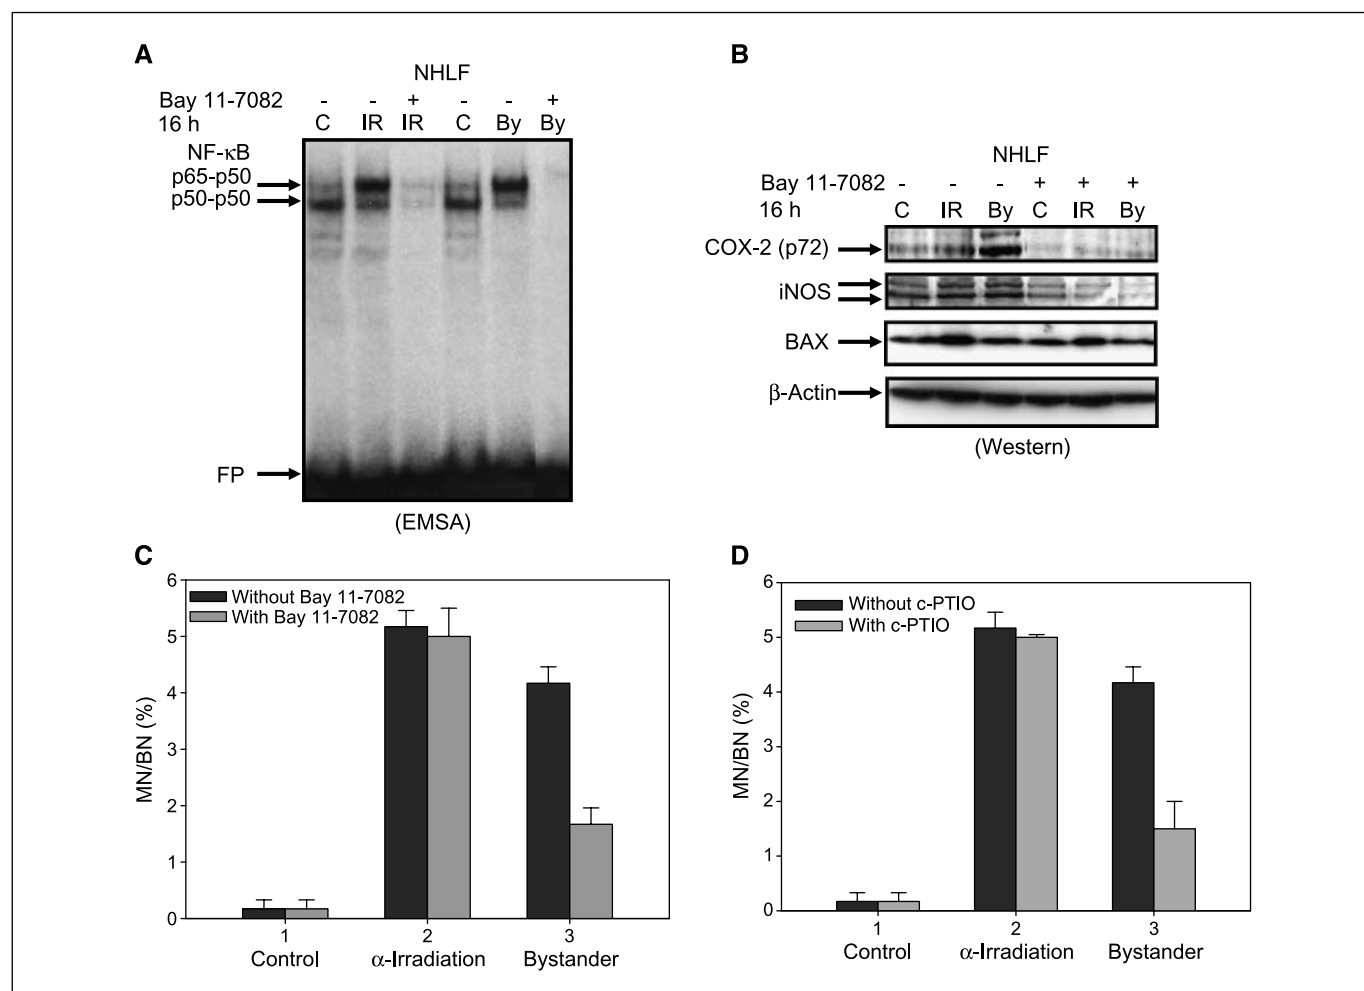 A
NHLF
Bay 11-7082 - - + - - +
16 h C IR IR C By By
NF-κB
p65-p50
p50-p50
FP
(EMSA)
B
NHLF
Bay 11-7082 - - - + + +
16 h C IR By C IR By
COX-2 (p72)
iNOS
BAX
β-Actin
(Western)
C
Without Bay 11-7082
With Bay 11-7082
MN/BN (%)
6
5
4
3
2
1
0
1 2 3
Control α-Irradiation Bystander
D
Without c-PTIO
With c-PTIO
MN/BN (%)
6
5
4
3
2
1
0
1 2 3
Control α-Irradiation Bystander